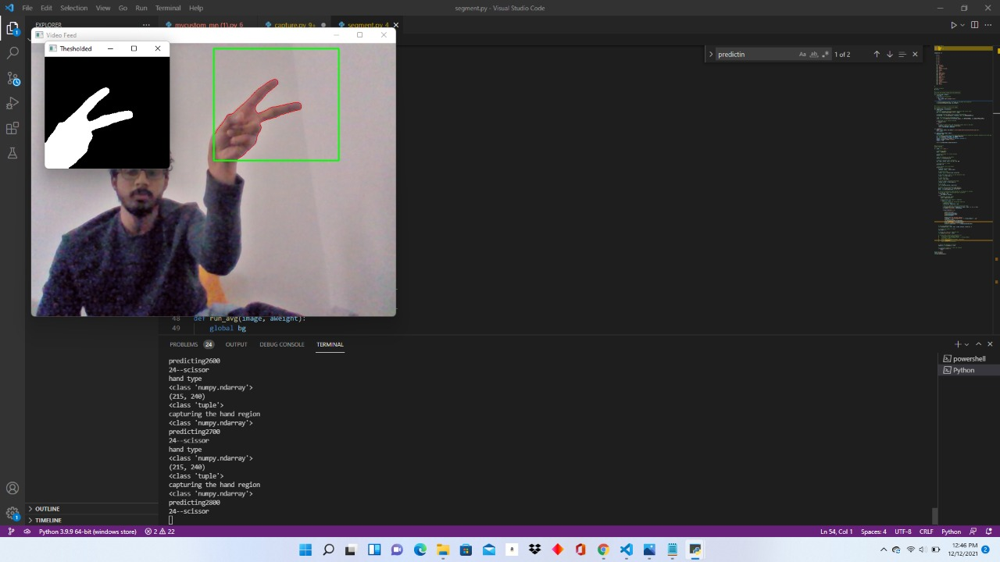 File Edit Selection View Go Run Terminal Help
segment.py - Visual Studio Code
EXPLORER
mycustom_mn (1).py 6
capture.py 9+
segment.py 4
Video Feed
Thesholded
predictin
Aa
1 of 2
48 def run_avg(image, aWeight):
49 global bg
PROBLEMS 24 OUTPUT DEBUG CONSOLE TERMINAL
powershell
Python
predicting2600
24--scissor
hand type
<class 'numpy.ndarray'>
(215, 240)
<class 'tuple'>
capturing the hand region
<class 'numpy.ndarray'>
predicting2700
24--scissor
hand type
<class 'numpy.ndarray'>
(215, 240)
<class 'tuple'>
capturing the hand region
<class 'numpy.ndarray'>
predicting2800
24--scissor
OUTLINE
TIMELINE
Python 3.9.9 64-bit (windows store) 2 22
Ln 54, Col 1 Spaces: 4 UTF-8 CRLF Python
12:46 PM
12/12/2021
2